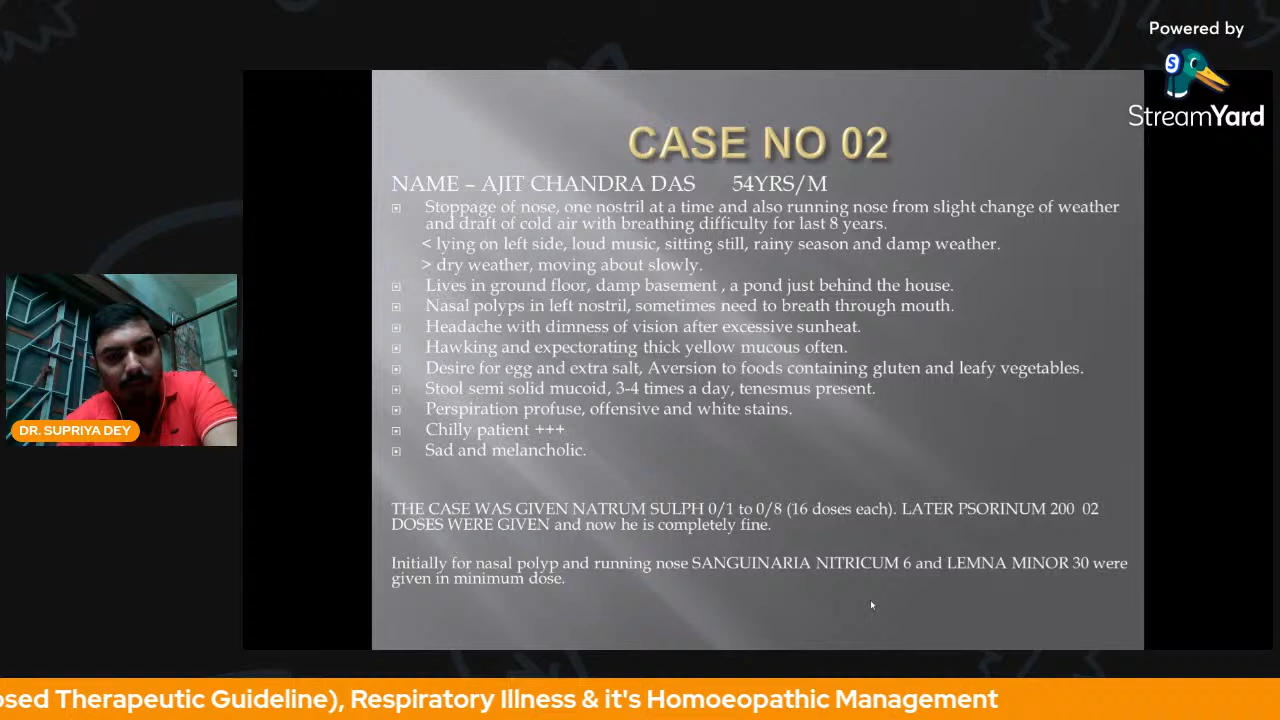 Powered by
StreamYard
CASE NO 02
NAME – AJIT CHANDRA DAS 54YRS/M
Stoppage of nose, one nostril at a time and also running nose from slight change of weather
and draft of cold air with breathing difficulty for last 8 years.
< lying on left side, loud music, sitting still, rainy season and damp weather.
> dry weather, moving about slowly.
Lives in ground floor, damp basement , a pond just behind the house.
Nasal polyps in left nostril, sometimes need to breath through mouth.
Headache with dimness of vision after excessive sunheat.
Hawking and expectorating thick yellow mucous often.
Desire for egg and extra salt, Aversion to foods containing gluten and leafy vegetables.
Stool semi solid mucoid, 3-4 times a day, tenesmus present.
Perspiration profuse, offensive and white stains.
Chilly patient +++
Sad and melancholic.
THE CASE WAS GIVEN NATRUM SULPH 0/1 to 0/8 (16 doses each). LATER PSORINUM 200 02
DOSES WERE GIVEN and now he is completely fine.
Initially for nasal polyp and running nose SANGUINARIA NITRICUM 6 and LEMNA MINOR 30 were
given in minimum dose.
DR. SUPRIYA DEY
osed Therapeutic Guideline), Respiratory Illness & it's Homoeopathic Management